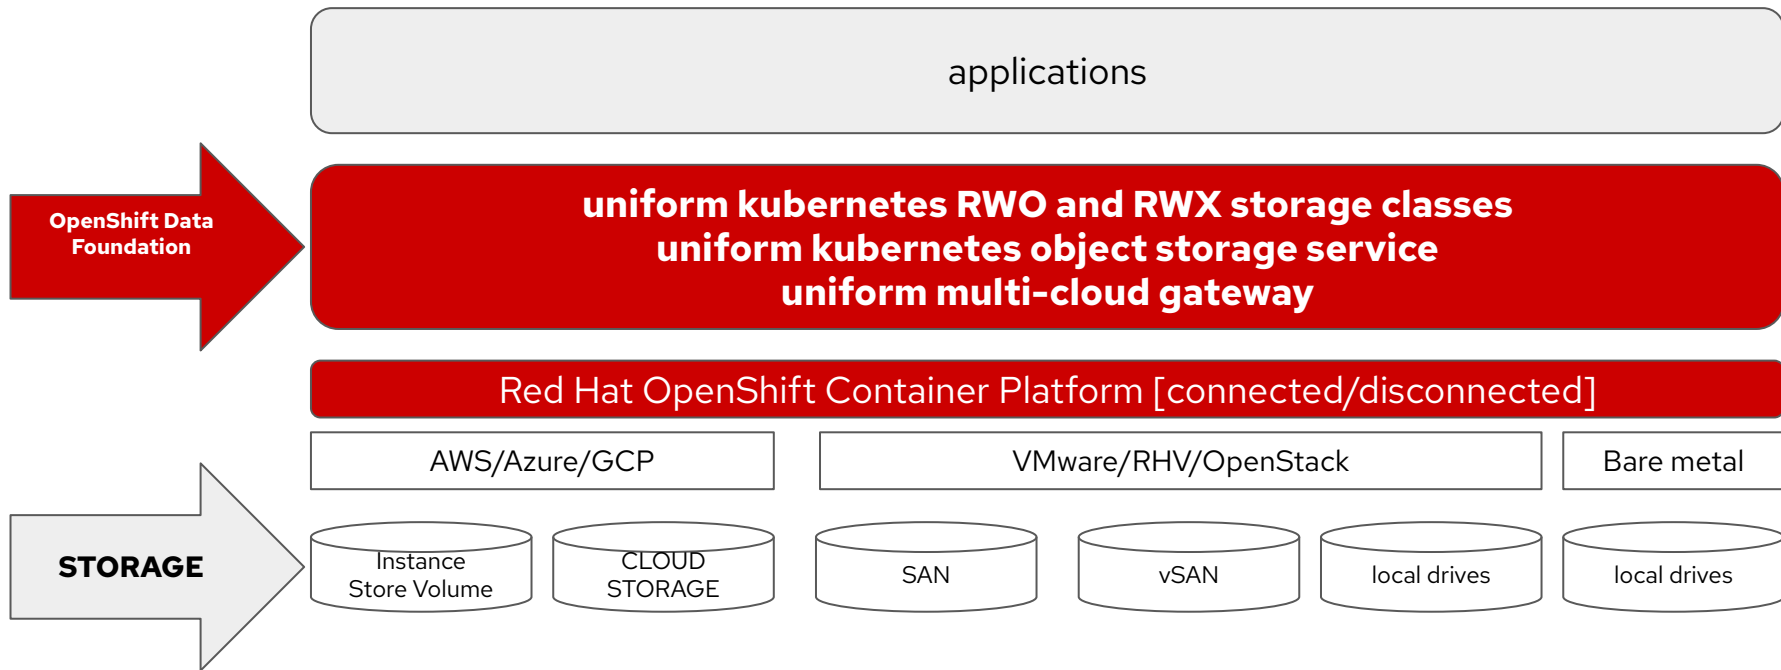 applications
OpenShift Data
Foundation
uniform kubernetes RWO and RWX storage classes
uniform kubernetes object storage service
uniform multi-cloud gateway
Red Hat OpenShift Container Platform [connected/disconnected]
AWS/Azure/GCP
VMware/RHV/OpenStack
Bare metal
STORAGE
Instance
Store Volume
CLOUD
STORAGE
SAN
vSAN
local drives
local drives